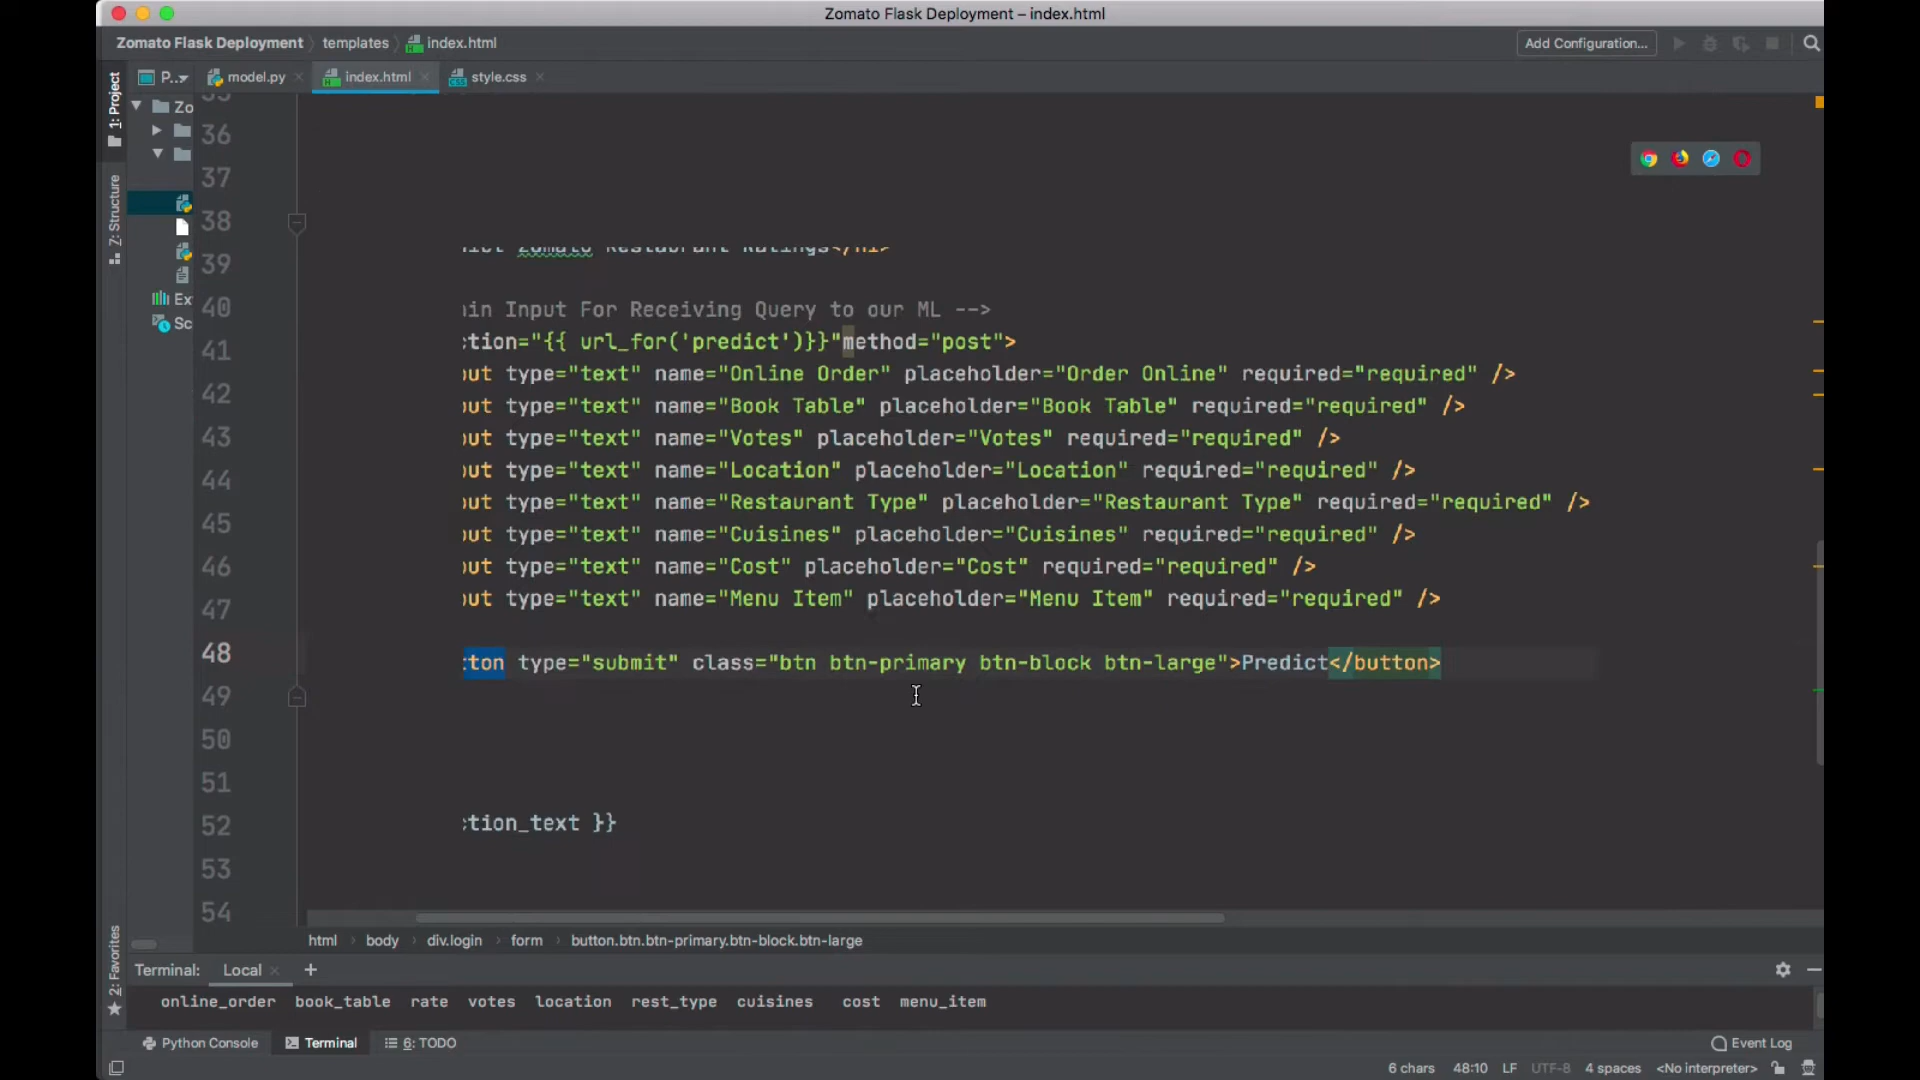 Zomato Flask Deployment – index.html
Zomato Flask Deployment templates index.html
Add Configuration...
P... model.py index.html style.css
1: Project
Zo
Z: Structure
Ex
Sc
36
37
38
39
40
41
42
43
44
45
46
47
48
49
50
51
52
53
54
Zomato Restaurant Ratings</h1>
in Input For Receiving Query to our ML -->
ction="{{ url_for('predict')}}"method="post">
ut type="text" name="Online Order" placeholder="Order Online" required="required" />
ut type="text" name="Book Table" placeholder="Book Table" required="required" />
ut type="text" name="Votes" placeholder="Votes" required="required" />
ut type="text" name="Location" placeholder="Location" required="required" />
ut type="text" name="Restaurant Type" placeholder="Restaurant Type" required="required" />
ut type="text" name="Cuisines" placeholder="Cuisines" required="required" />
ut type="text" name="Cost" placeholder="Cost" required="required" />
ut type="text" name="Menu Item" placeholder="Menu Item" required="required" />
tton type="submit" class="btn btn-primary btn-block btn-large">Predict</button>
ction_text }}
html body div.login form button.btn.btn-primary.btn-block.btn-large
2: Favorites
Terminal: Local +
online_order book_table rate votes location rest_type cuisines cost menu_item
Python Console Terminal 6: TODO Event Log
6 chars 48:10 LF UTF-8 4 spaces <No interpreter>